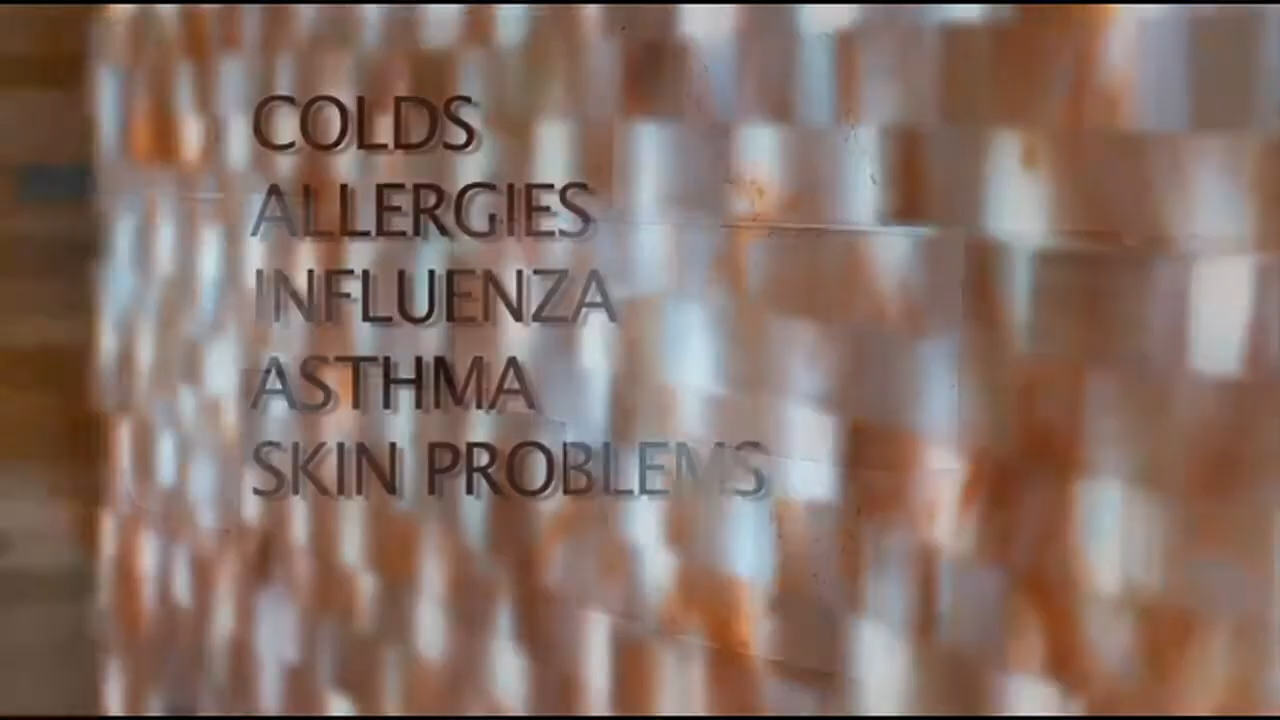 COLDS
ALLERGIES
INFLUENZA
ASTHMA
SKIN PROBLEMS